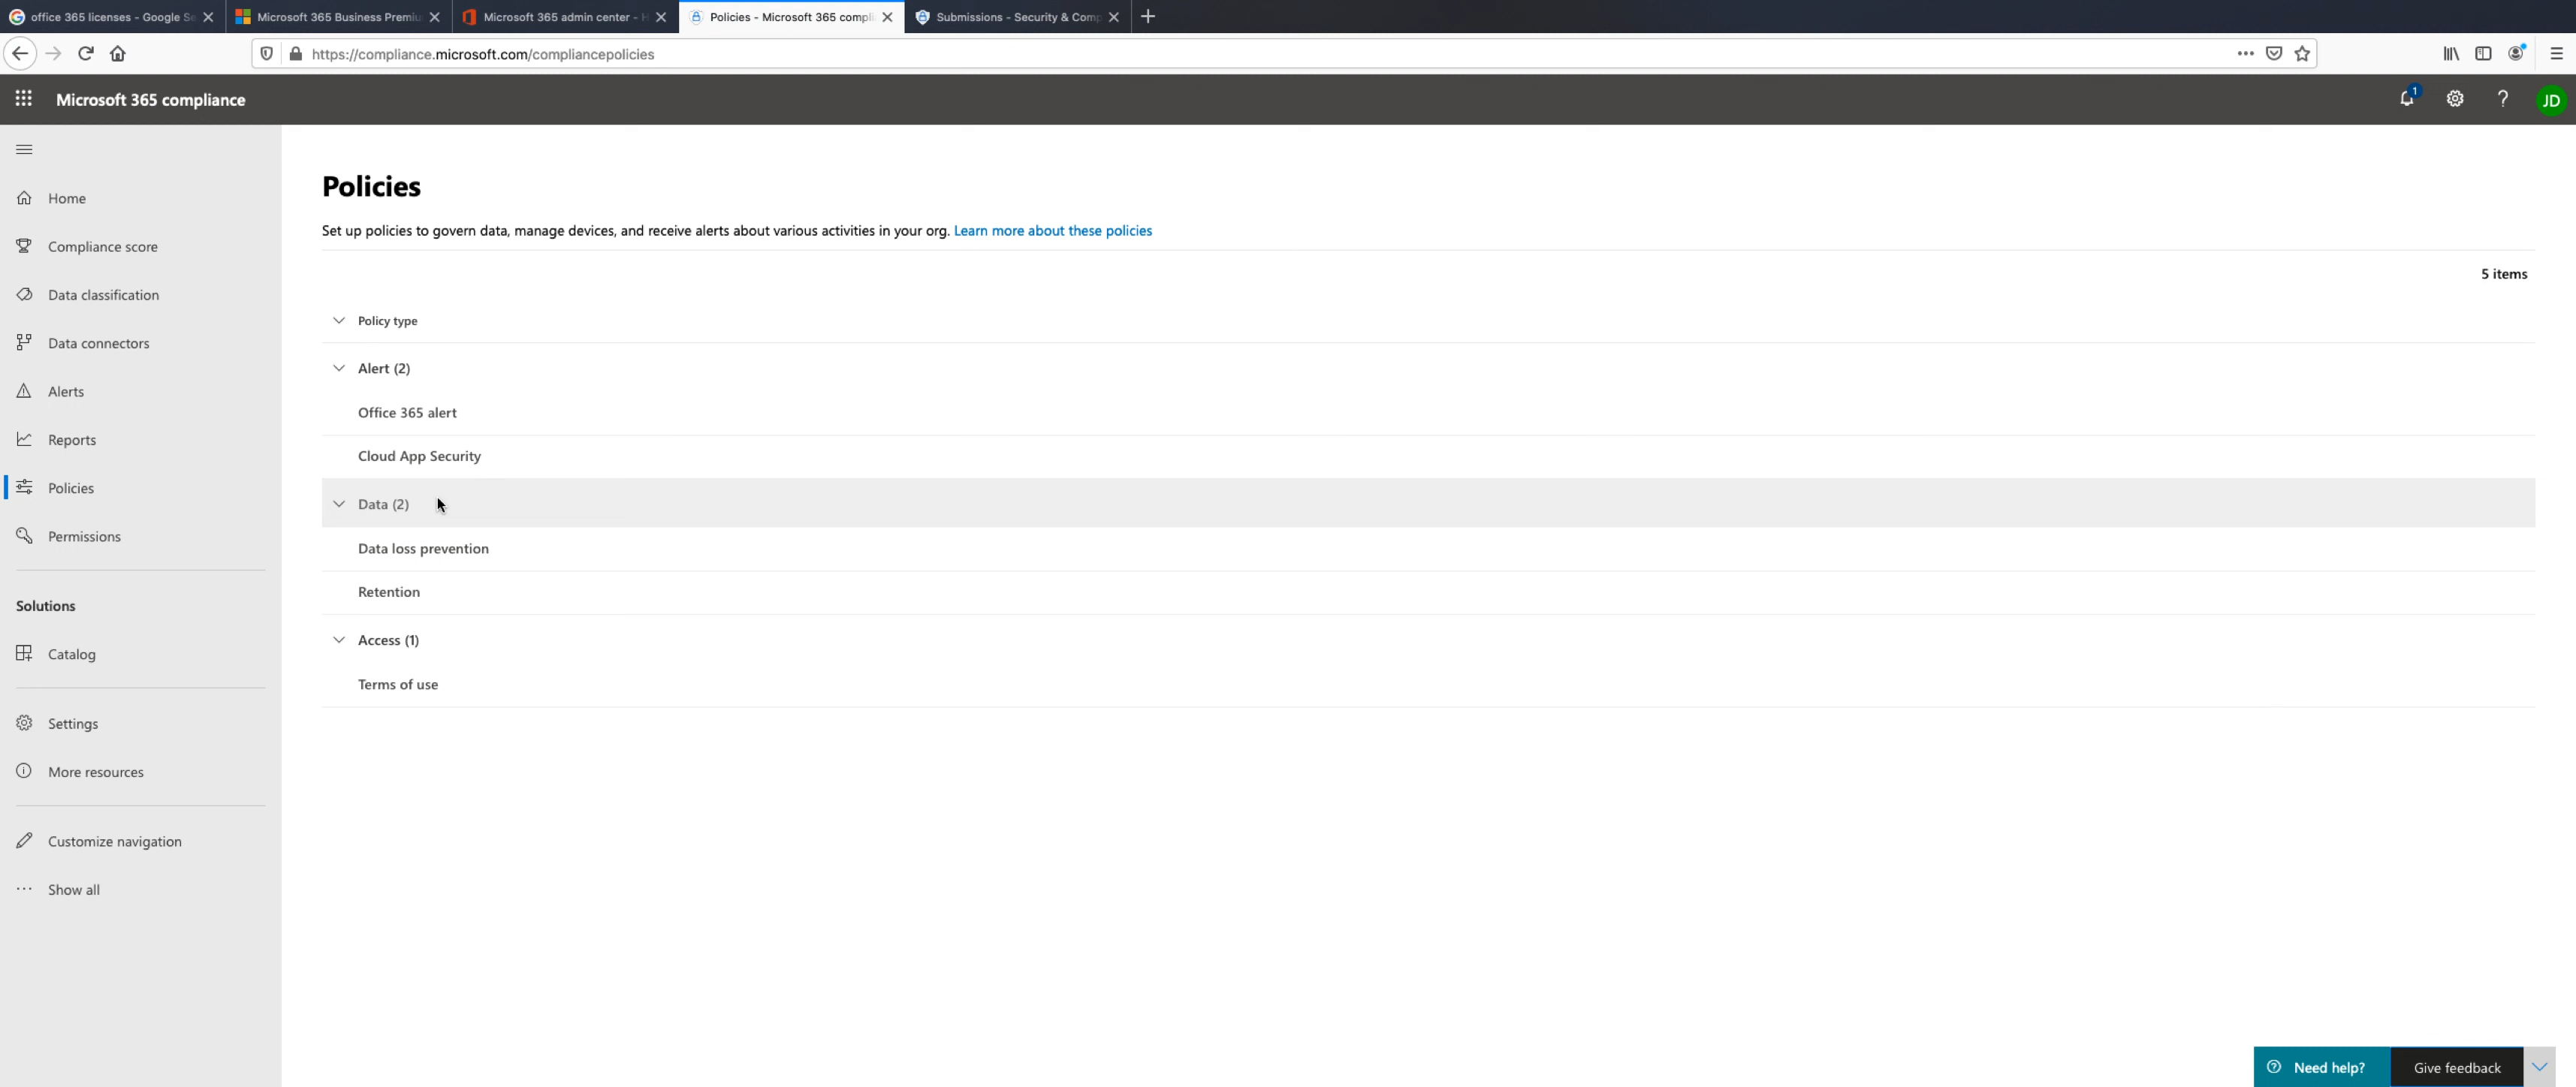 office 365 licenses - Google Se
Microsoft 365 Business Premiu
Microsoft 365 admin center - H
Policies - Microsoft 365 compli
Submissions - Security & Comp
https://compliance.microsoft.com/compliancepolicies
Microsoft 365 compliance
1
JD
Home
Compliance score
Data classification
Data connectors
Alerts
Reports
Policies
Permissions
Solutions
Catalog
Settings
More resources
Customize navigation
Show all
Policies
Set up policies to govern data, manage devices, and receive alerts about various activities in your org. Learn more about these policies
5 items
Policy type
Alert (2)
Office 365 alert
Cloud App Security
Data (2)
Data loss prevention
Retention
Access (1)
Terms of use
Need help?
Give feedback